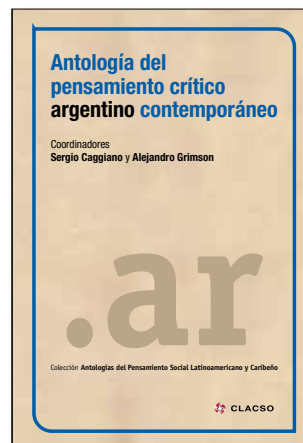 Antología del
pensamiento crítico
argentino contemporáneo
Coordinadores
Sergio Caggiano y Alejandro Grimson
.ar
Colección Antologías del Pensamiento Social Latinoamericano y Caribeño
CLACSO